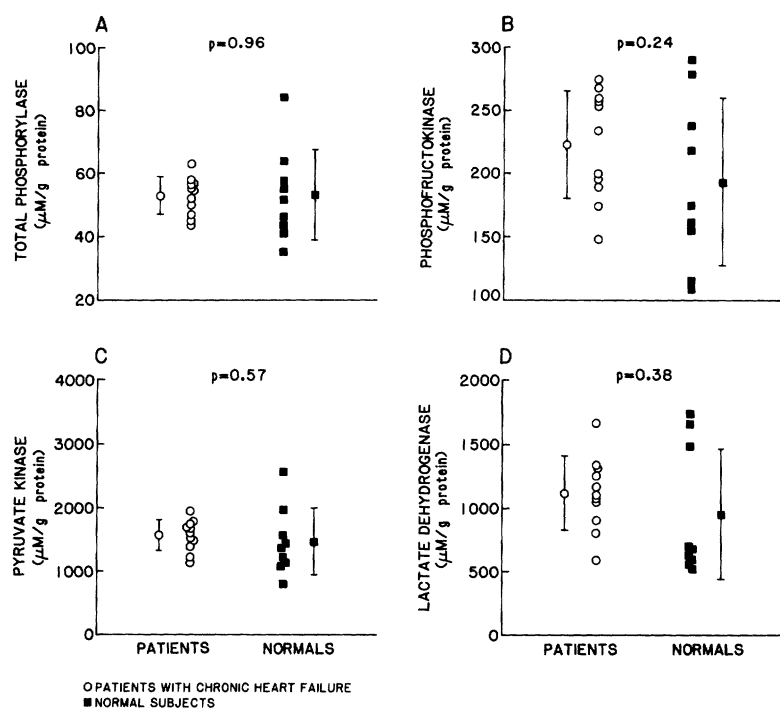 A
p=0.96
TOTAL PHOSPHORYLASE
(µM/g protein)
100
80
60
40
20
B
p=0.24
PHOSPHOFRUCTOKINASE
(µM/g protein)
300
250
200
150
100
C
p=0.57
PYRUVATE KINASE
(µM/g protein)
4000
3000
2000
1000
0
PATIENTS NORMALS
D
p=0.38
LACTATE DEHYDROGENASE
(µM/g protein)
2000
1500
1000
500
0
PATIENTS NORMALS
PATIENTS WITH CHRONIC HEART FAILURE
NORMAL SUBJECTS